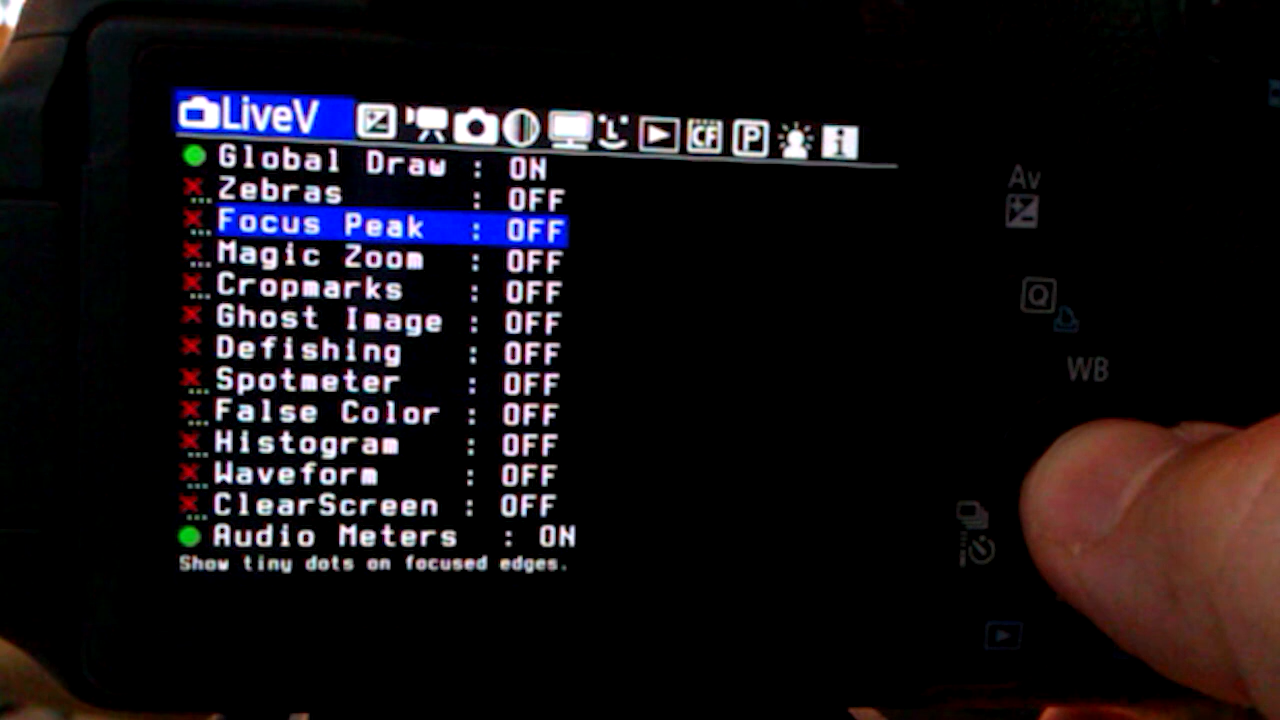 LiveV
CF P i
Global Draw : ON
Zebras : OFF
Focus Peak : OFF
Magic Zoom : OFF
Cropmarks : OFF
Ghost Image : OFF
Defishing : OFF
Spotmeter : OFF
False Color : OFF
Histogram : OFF
Waveform : OFF
ClearScreen : OFF
Audio Meters : ON
Show tiny dots on focused edges.
Av
Q
WB